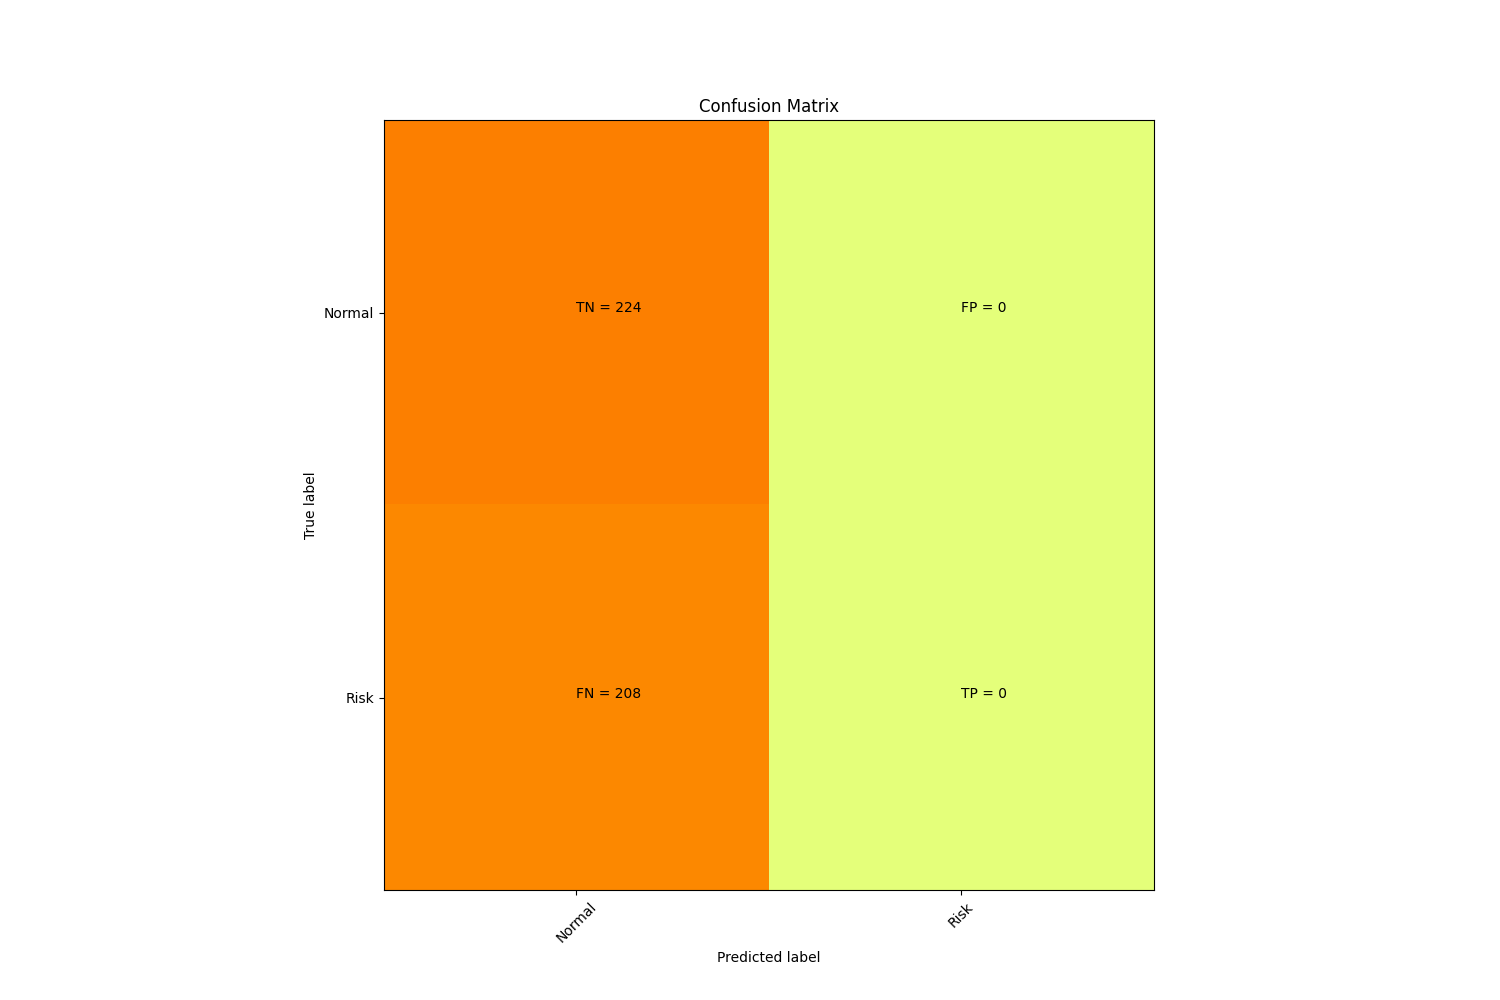 Confusion Matrix
Normal
TN = 224
FP = 0
True label
Risk
FN = 208
TP = 0
Normal
Risk
Predicted label